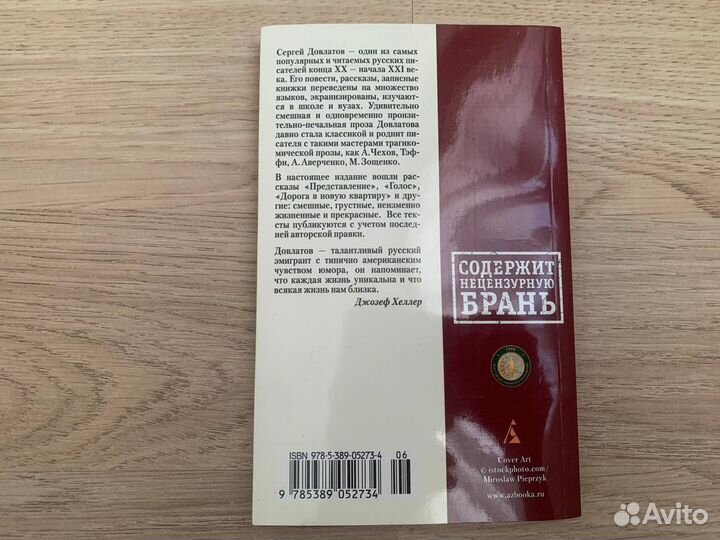 Сергей Довлатов — один из самых
популярных и читаемых русских пи-
сателей конца XX — начала XXI ве-
ка. Его повести, рассказы, записные
книжки переведены на множество
языков, экранизированы, изучают-
ся в школе и вузах. Удивительно
смешная и одновременно пронзи-
тельно-печальная проза Довлатова
давно стала классикой и роднит пи-
сателя с такими мастерами трагико-
мической прозы, как А. Чехов, Тэф-
фи, А. Аверченко, М. Зощенко.
В настоящее издание вошли рас-
сказы «Представление», «Голос»,
«Дорога в новую квартиру» и дру-
гие: смешные, грустные, неизменно
жизненные и прекрасные. Все тек-
сты публикуются с учетом послед-
ней авторской правки.
Довлатов — талантливый русский
эмигрант с типично американским
чувством юмора, он напоминает,
что каждая жизнь уникальна и что
всякая жизнь нам близка.
Джозеф Хеллер
СОДЕРЖИТ
НЕЦЕНЗУРНУЮ
БРАНЬ
1995
ISBN 978-5-389-05273-4 06
9 785389 052734
Cover Art
© istockphoto.com/
Miroslaw Pieprzyk
www.azbooka.ru
Avito